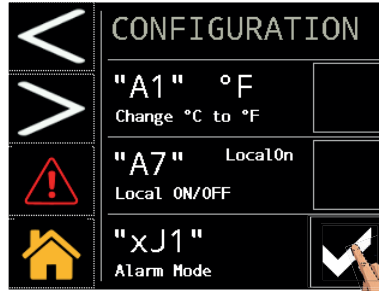 CONFIGURATION
"A1" °F
Change °C to °F
"A7" LocalOn
Local ON/OFF
"xJ1"
Alarm Mode